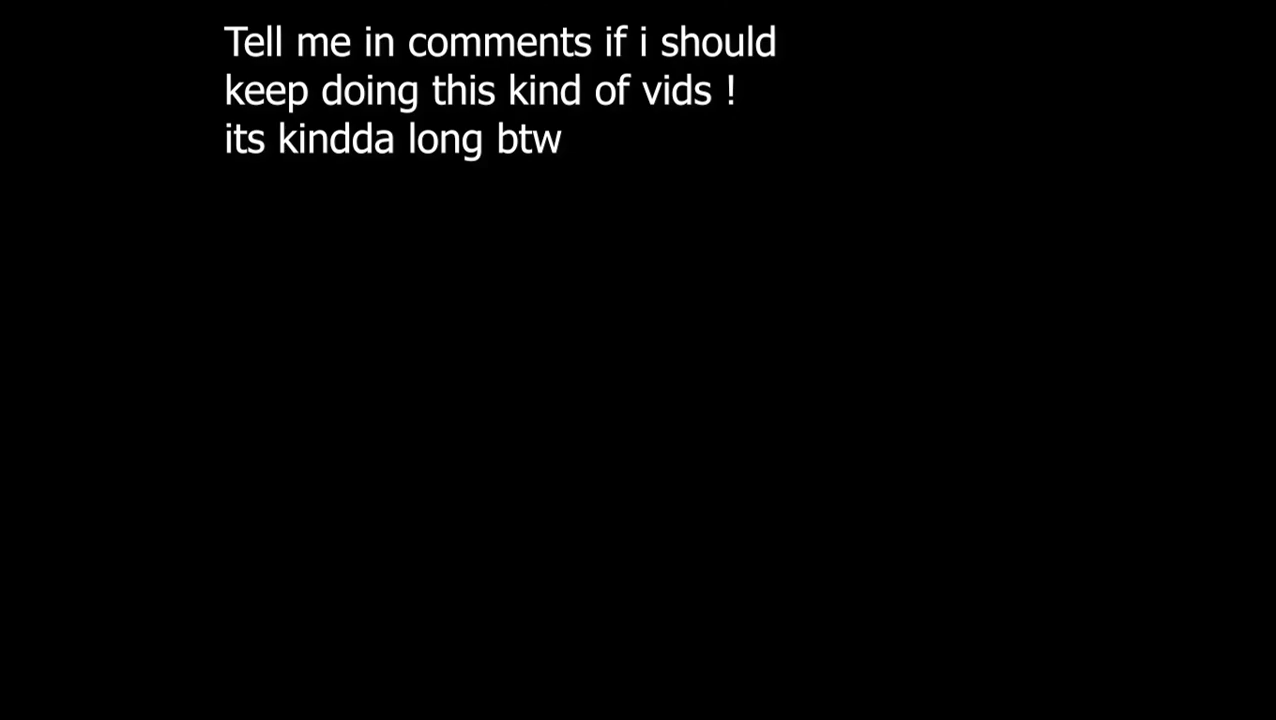 Tell me in comments if i should
keep doing this kind of vids !
its kindda long btw